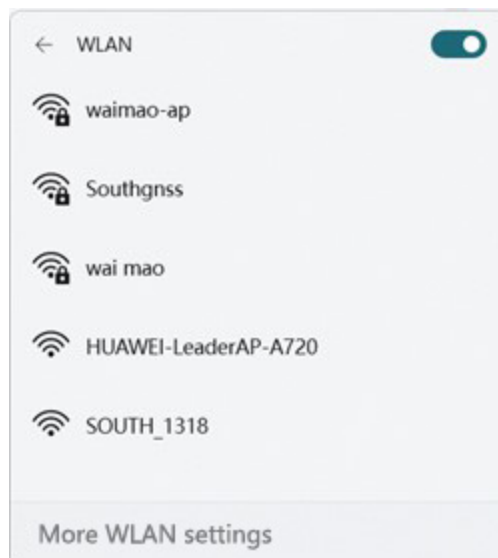 WLAN
waimao-ap
Southgnss
wai mao
HUAWEI-LeaderAP-A720
SOUTH_1318
More WLAN settings